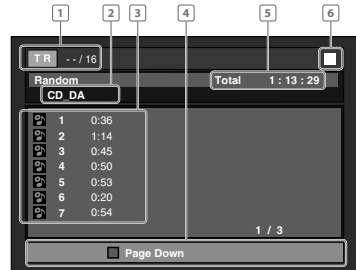 1 2 3 4 5 6
T R - - / 16
Random Total 1 : 13 : 29
CD_DA
1 0:36
2 1:14
3 0:45
4 0:50
5 0:53
6 0:20
7 0:54
1 / 3
Page Down